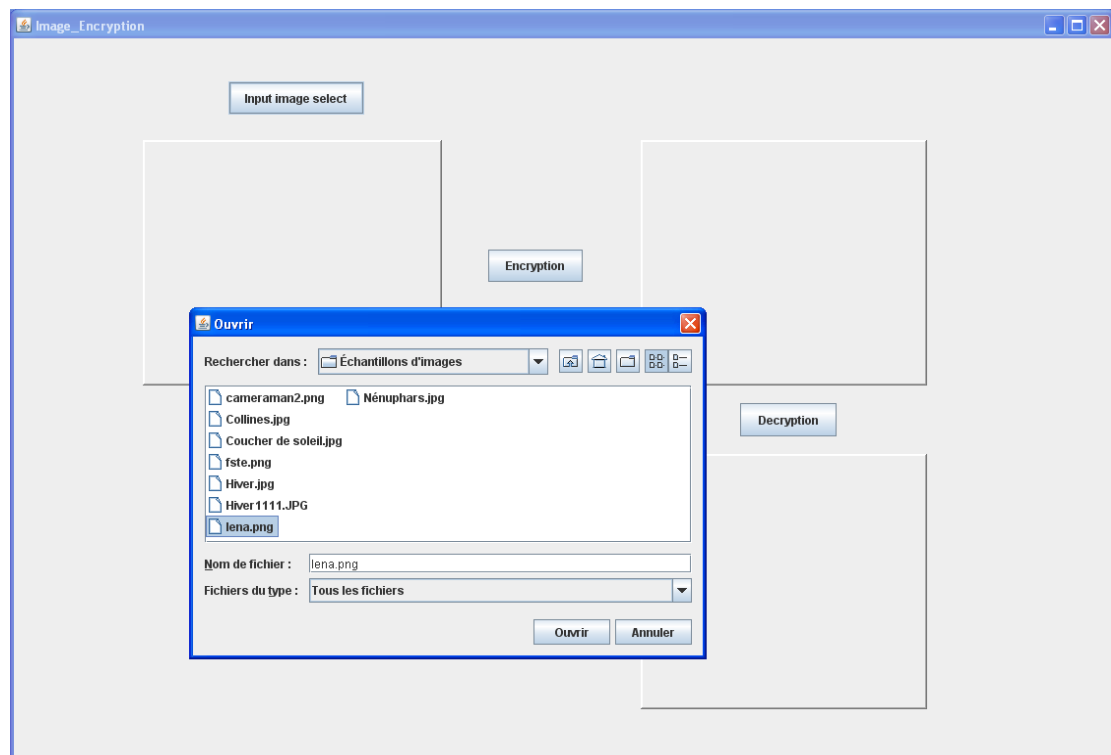 Image_Encryption
Input image select
Encryption
Ouvrir
Rechercher dans :
Échantillons d'images
cameraman2.png
Nénuphars.jpg
Collines.jpg
Coucher de soleil.jpg
fste.png
Hiver.jpg
Hiver1111.JPG
lena.png
Nom de fichier :
lena.png
Fichiers du type :
Tous les fichiers
Ouvrir
Annuler
Decryption